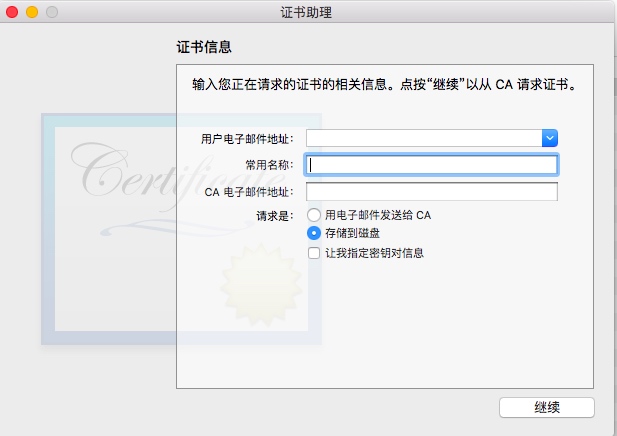 证书助理
证书信息
输入您正在请求的证书的相关信息。点按“继续”以从 CA 请求证书。
Certificate
用户电子邮件地址：
常用名称：
CA 电子邮件地址：
请求是：
用电子邮件发送给 CA
存储到磁盘
让我指定密钥对信息
继续